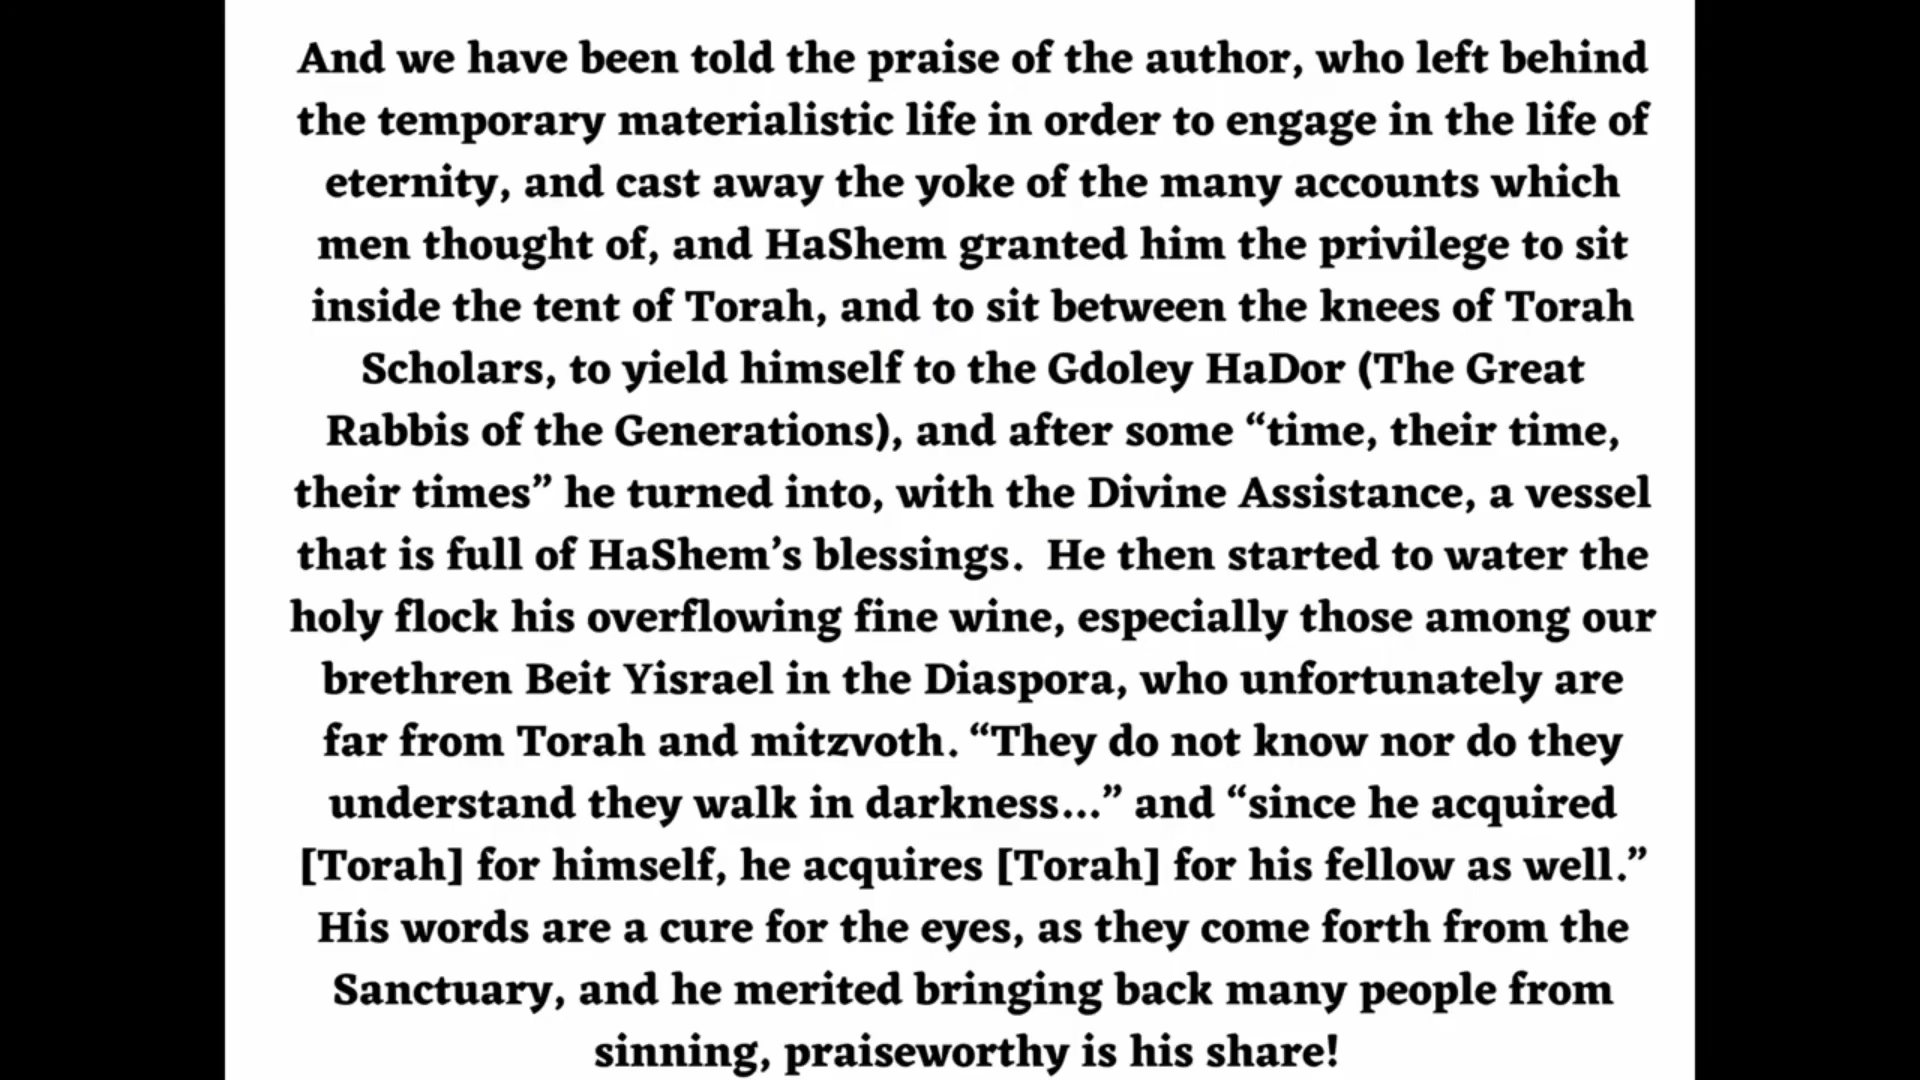 And we have been told the praise of the author, who left behind
the temporary materialistic life in order to engage in the life of
eternity, and cast away the yoke of the many accounts which
men thought of, and HaShem granted him the privilege to sit
inside the tent of Torah, and to sit between the knees of Torah
Scholars, to yield himself to the Gdoley HaDor (The Great
Rabbis of the Generations), and after some “time, their time,
their times” he turned into, with the Divine Assistance, a vessel
that is full of HaShem’s blessings.  He then started to water the
holy flock his overflowing fine wine, especially those among our
brethren Beit Yisrael in the Diaspora, who unfortunately are
far from Torah and mitzvoth. “They do not know nor do they
understand they walk in darkness...” and “since he acquired
[Torah] for himself, he acquires [Torah] for his fellow as well.”
His words are a cure for the eyes, as they come forth from the
Sanctuary, and he merited bringing back many people from
sinning, praiseworthy is his share!